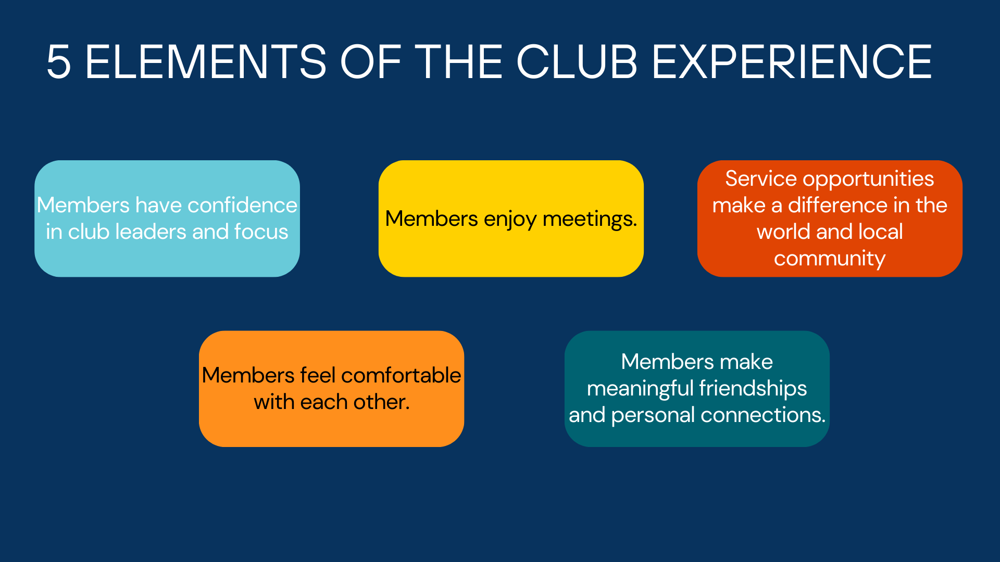 5 ELEMENTS OF THE CLUB EXPERIENCE
Members have confidence
in club leaders and focus
Members enjoy meetings.
Service opportunities
make a difference in the
world and local
community
Members feel comfortable
with each other.
Members make
meaningful friendships
and personal connections.